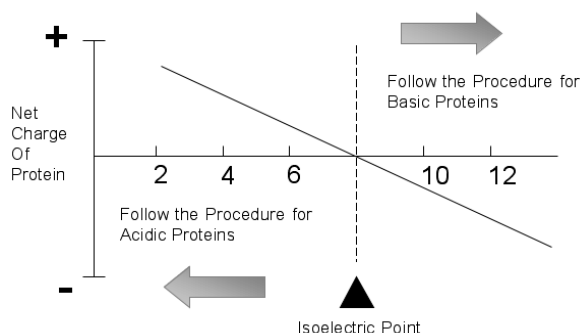 +
Follow the Procedure for
Basic Proteins
Net
Charge
Of
Protein
2 4 6 10 12
Follow the Procedure for
Acidic Proteins
-
Isoelectric Point